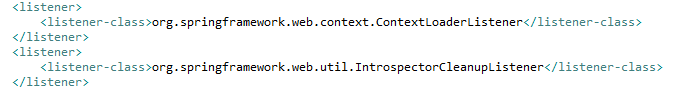 <listener>
    <listener-class>org.springframework.web.context.ContextLoaderListener</listener-class>
</listener>
<listener>
    <listener-class>org.springframework.web.util.IntrospectorCleanupListener</listener-class>
</listener>